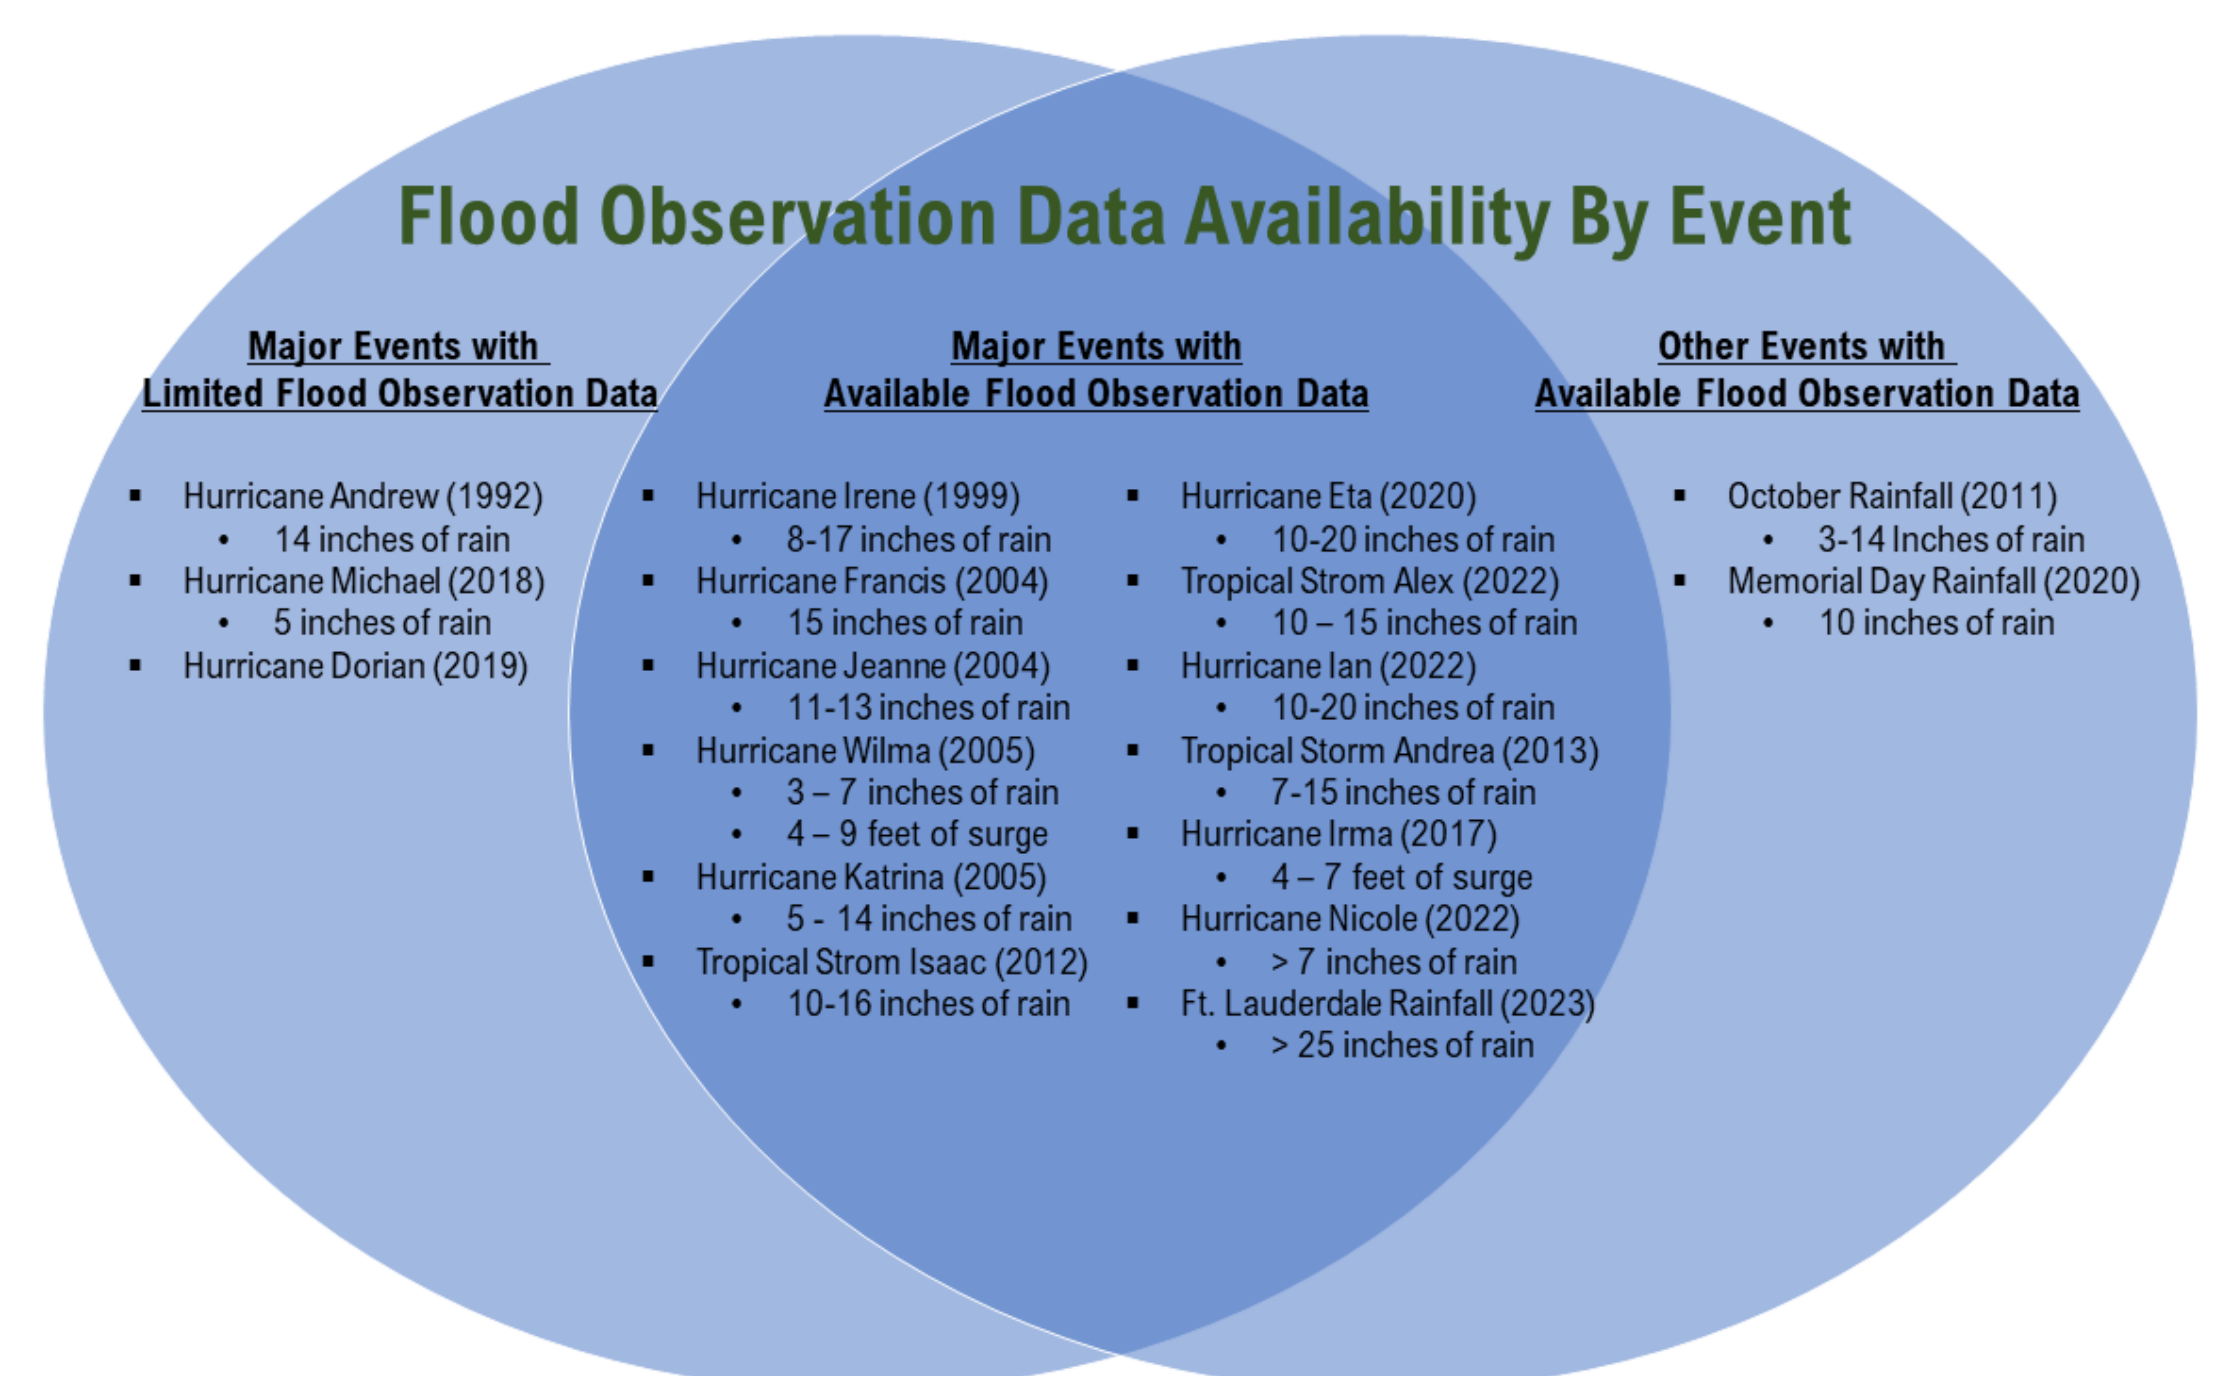 Flood Observation Data Availability By Event
Major Events with
Limited Flood Observation Data
▪ Hurricane Andrew (1992)
• 14 inches of rain
▪ Hurricane Michael (2018)
• 5 inches of rain
▪ Hurricane Dorian (2019)
Major Events with
Available Flood Observation Data
▪ Hurricane Irene (1999)
• 8-17 inches of rain
▪ Hurricane Francis (2004)
• 15 inches of rain
▪ Hurricane Jeanne (2004)
• 11-13 inches of rain
▪ Hurricane Wilma (2005)
• 3 – 7 inches of rain
• 4 – 9 feet of surge
▪ Hurricane Katrina (2005)
• 5 - 14 inches of rain
▪ Tropical Strom Isaac (2012)
• 10-16 inches of rain
▪ Hurricane Eta (2020)
• 10-20 inches of rain
▪ Tropical Strom Alex (2022)
• 10 – 15 inches of rain
▪ Hurricane Ian (2022)
• 10-20 inches of rain
▪ Tropical Storm Andrea (2013)
• 7-15 inches of rain
▪ Hurricane Irma (2017)
• 4 – 7 feet of surge
▪ Hurricane Nicole (2022)
• > 7 inches of rain
▪ Ft. Lauderdale Rainfall (2023)
• > 25 inches of rain
Other Events with
Available Flood Observation Data
▪ October Rainfall (2011)
• 3-14 Inches of rain
▪ Memorial Day Rainfall (2020)
• 10 inches of rain